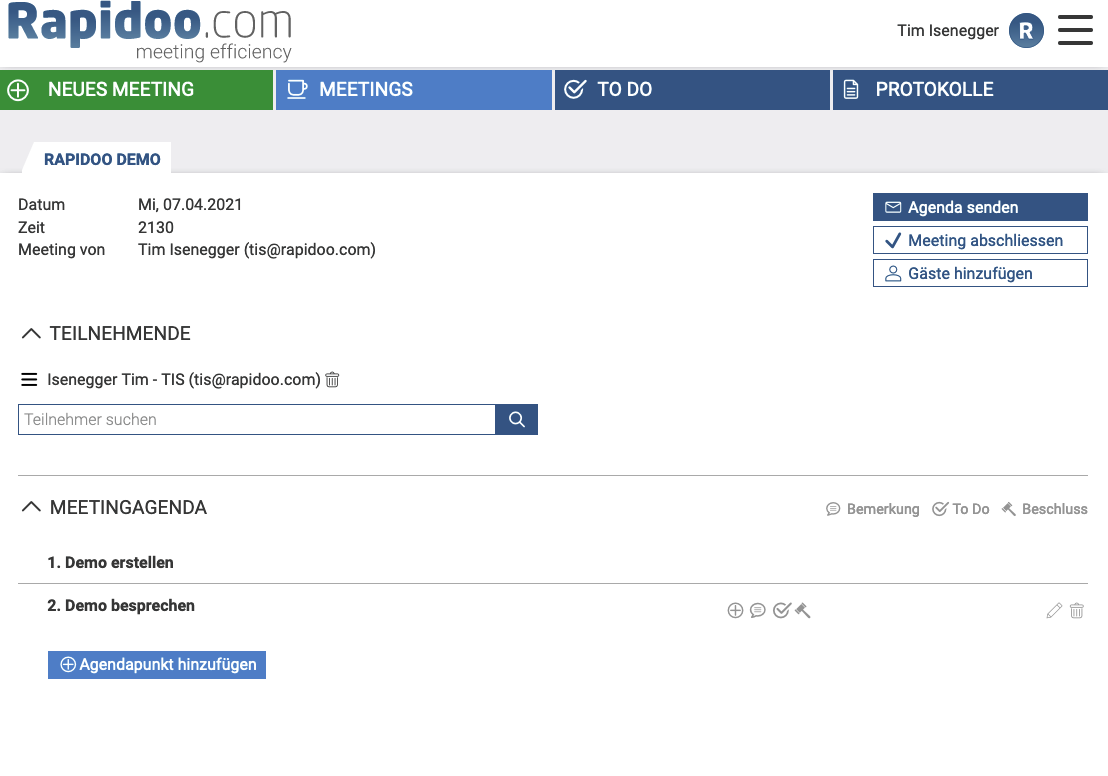 Rapidoo.com
meeting efficiency
Tim Isenegger R
NEUES MEETING MEETINGS TO DO PROTOKOLLE
RAPIDOO DEMO
Datum Mi, 07.04.2021
Zeit 2130
Meeting von Tim Isenegger (tis@rapidoo.com)
Agenda senden
Meeting abschliessen
Gäste hinzufügen
TEILNEHMENDE
Isenegger Tim - TIS (tis@rapidoo.com)
Teilnehmer suchen
MEETINGAGENDA Bemerkung To Do Beschluss
1. Demo erstellen
2. Demo besprechen
Agendapunkt hinzufügen